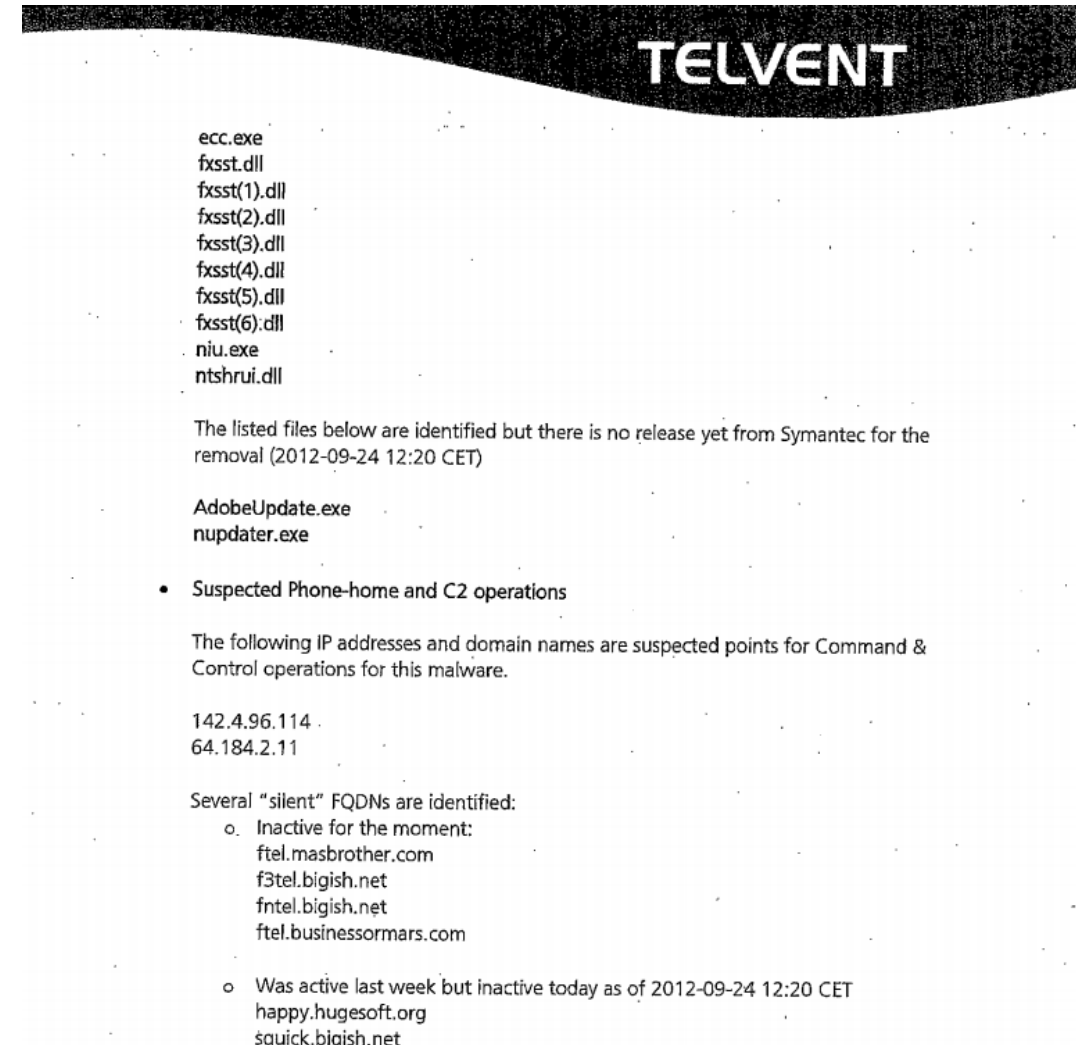 TELVENT
ecc.exe
fxsst.dll
fxsst(1).dll
fxsst(2).dll
fxsst(3).dll
fxsst(4).dll
fxsst(5).dll
fxsst(6).dll
niu.exe
ntshrui.dll
The listed files below are identified but there is no release yet from Symantec for the
removal (2012-09-24 12:20 CET)
AdobeUpdate.exe
nupdater.exe
• Suspected Phone-home and C2 operations
The following IP addresses and domain names are suspected points for Command &
Control operations for this malware.
142.4.96.114
64.184.2.11
Several "silent" FQDNs are identified:
o Inactive for the moment:
ftel.masbrother.com
f3tel.bigish.net
fntel.bigish.net
ftel.businessormars.com
o Was active last week but inactive today as of 2012-09-24 12:20 CET
happy.hugesoft.org
squick.bigish.net